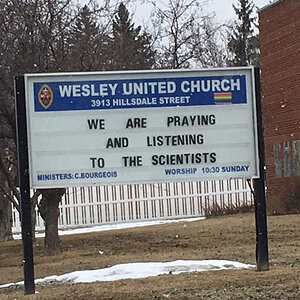 WESLEY UNITED CHURCH
3913 HILLSDALE STREET
WE ARE PRAYING
AND LISTENING
TO THE SCIENTISTS
MINISTERS: C.BOURGEOIS WORSHIP 10:30 SUNDAY